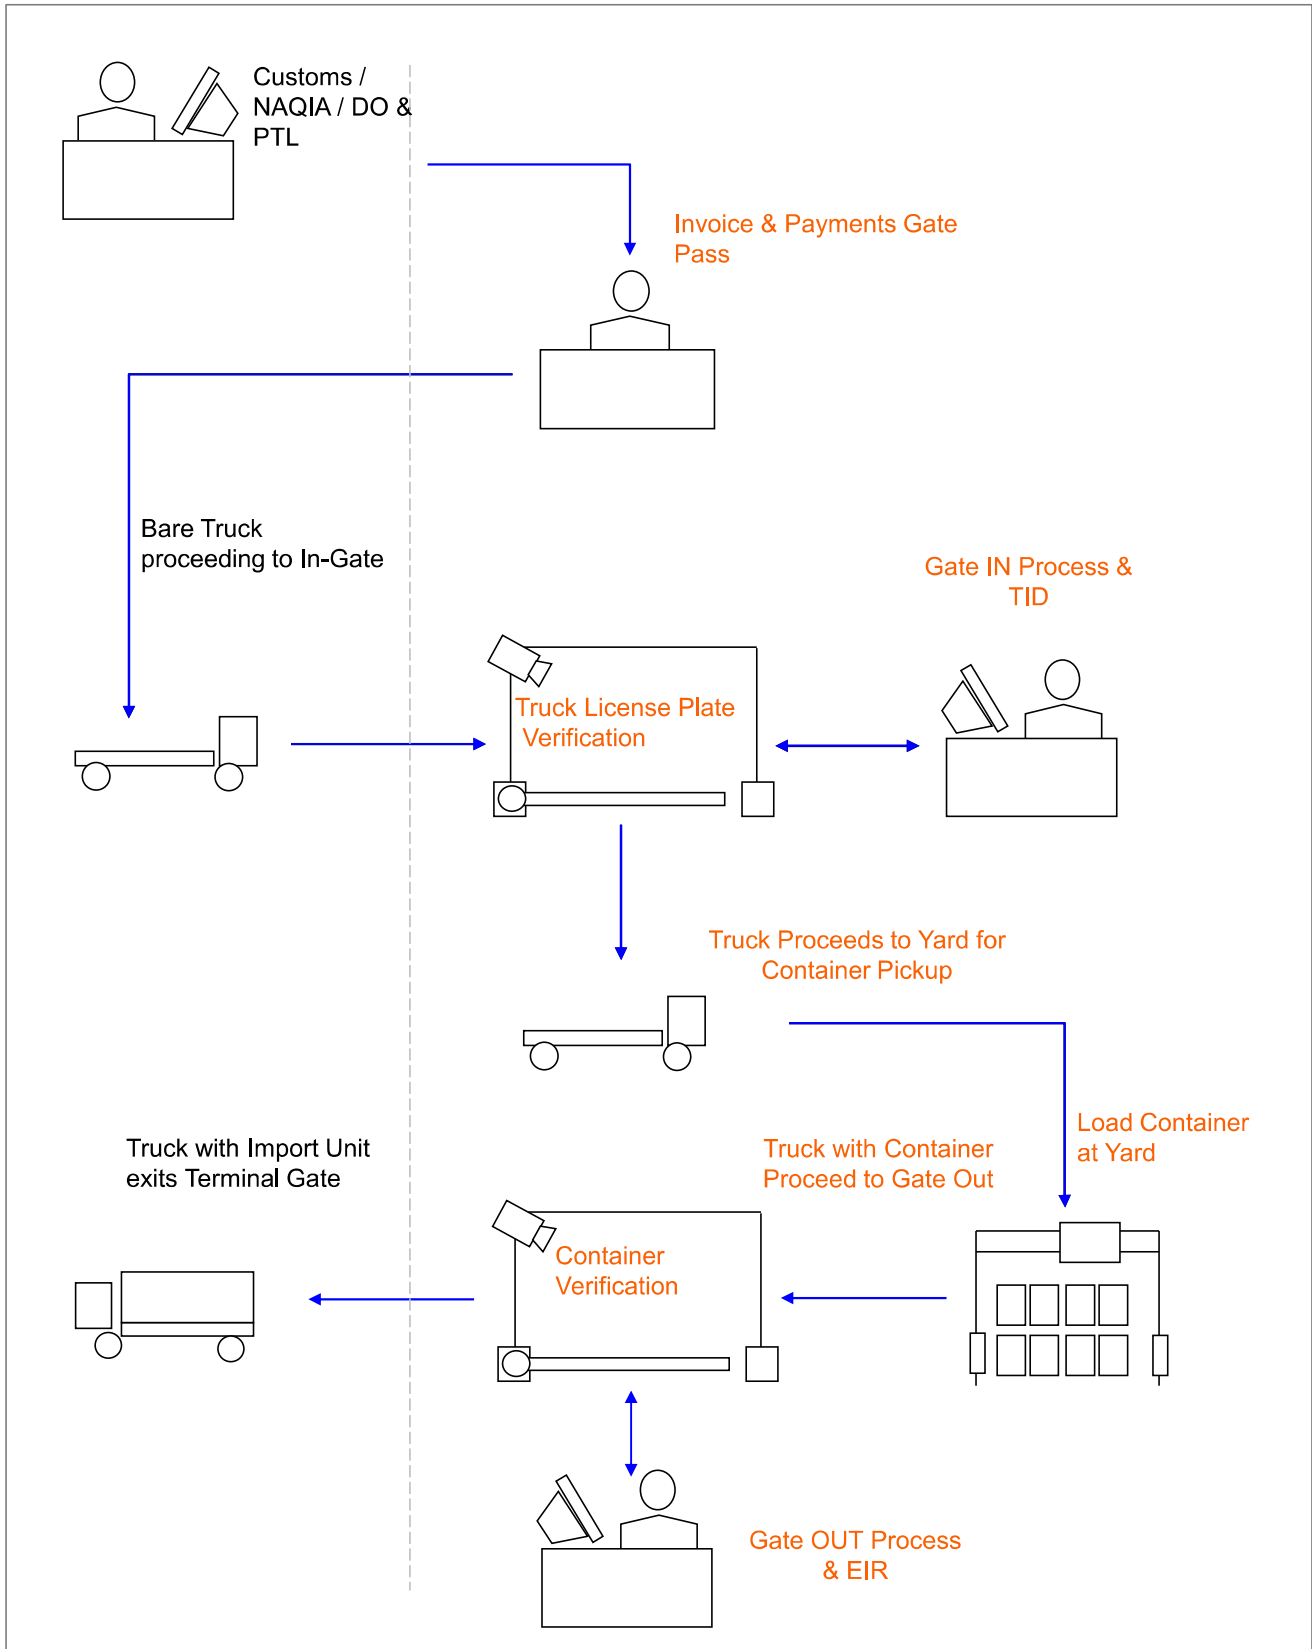 Customs /
NAQIA / DO &
PTL
Invoice & Payments Gate
Pass
Bare Truck
proceeding to In-Gate
Gate IN Process &
TID
Truck License Plate
Verification
Truck Proceeds to Yard for
Container Pickup
Load Container
at Yard
Truck with Import Unit
exits Terminal Gate
Truck with Container
Proceed to Gate Out
Container
Verification
Gate OUT Process
& EIR